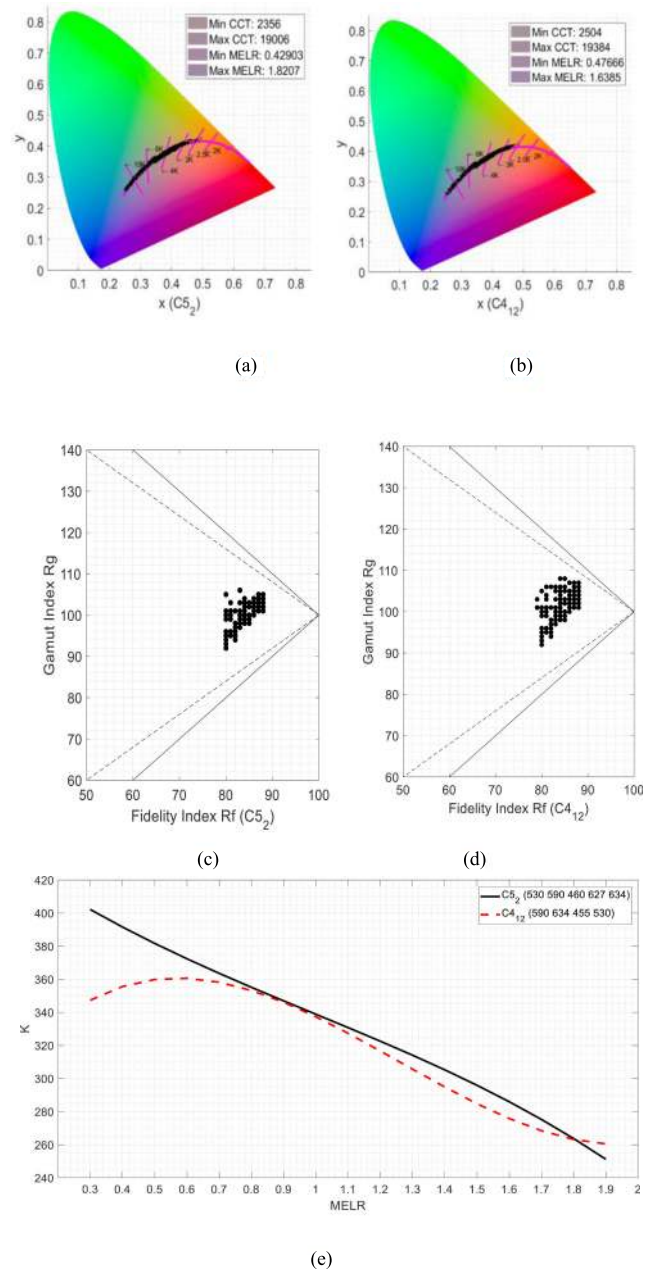 0.8
0.7
0.6
0.5
0.4
0.3
0.2
0.1
0
y
Min CCT: 2356
Max CCT: 19006
Min MELR: 0.42903
Max MELR: 1.8207
4K
3K
2K
0.1 0.2 0.3 0.4 0.5 0.6 0.7 0.8
x (C5₂)
0.8
0.7
0.6
0.5
0.4
0.3
0.2
0.1
0
y
Min CCT: 2504
Max CCT: 19384
Min MELR: 0.47666
Max MELR: 1.6385
4K
3K
2K
0.1 0.2 0.3 0.4 0.5 0.6 0.7 0.8
x (C4₁₂)
(a)
(b)
140
130
120
110
100
90
80
70
60
Gamut Index Rg
50 60 70 80 90 100
Fidelity Index Rf (C5₂)
140
130
120
110
100
90
80
70
60
Gamut Index Rg
50 60 70 80 90 100
Fidelity Index Rf (C4₁₂)
(c)
(d)
420
400
380
360
340
320
300
280
260
240
K
C5₂ (530 590 460 627 634)
C4₁₂ (590 634 455 530)
0.3 0.4 0.5 0.6 0.7 0.8 0.9 1 1.1 1.2 1.3 1.4 1.5 1.6 1.7 1.8 1.9 2
MELR
(e)